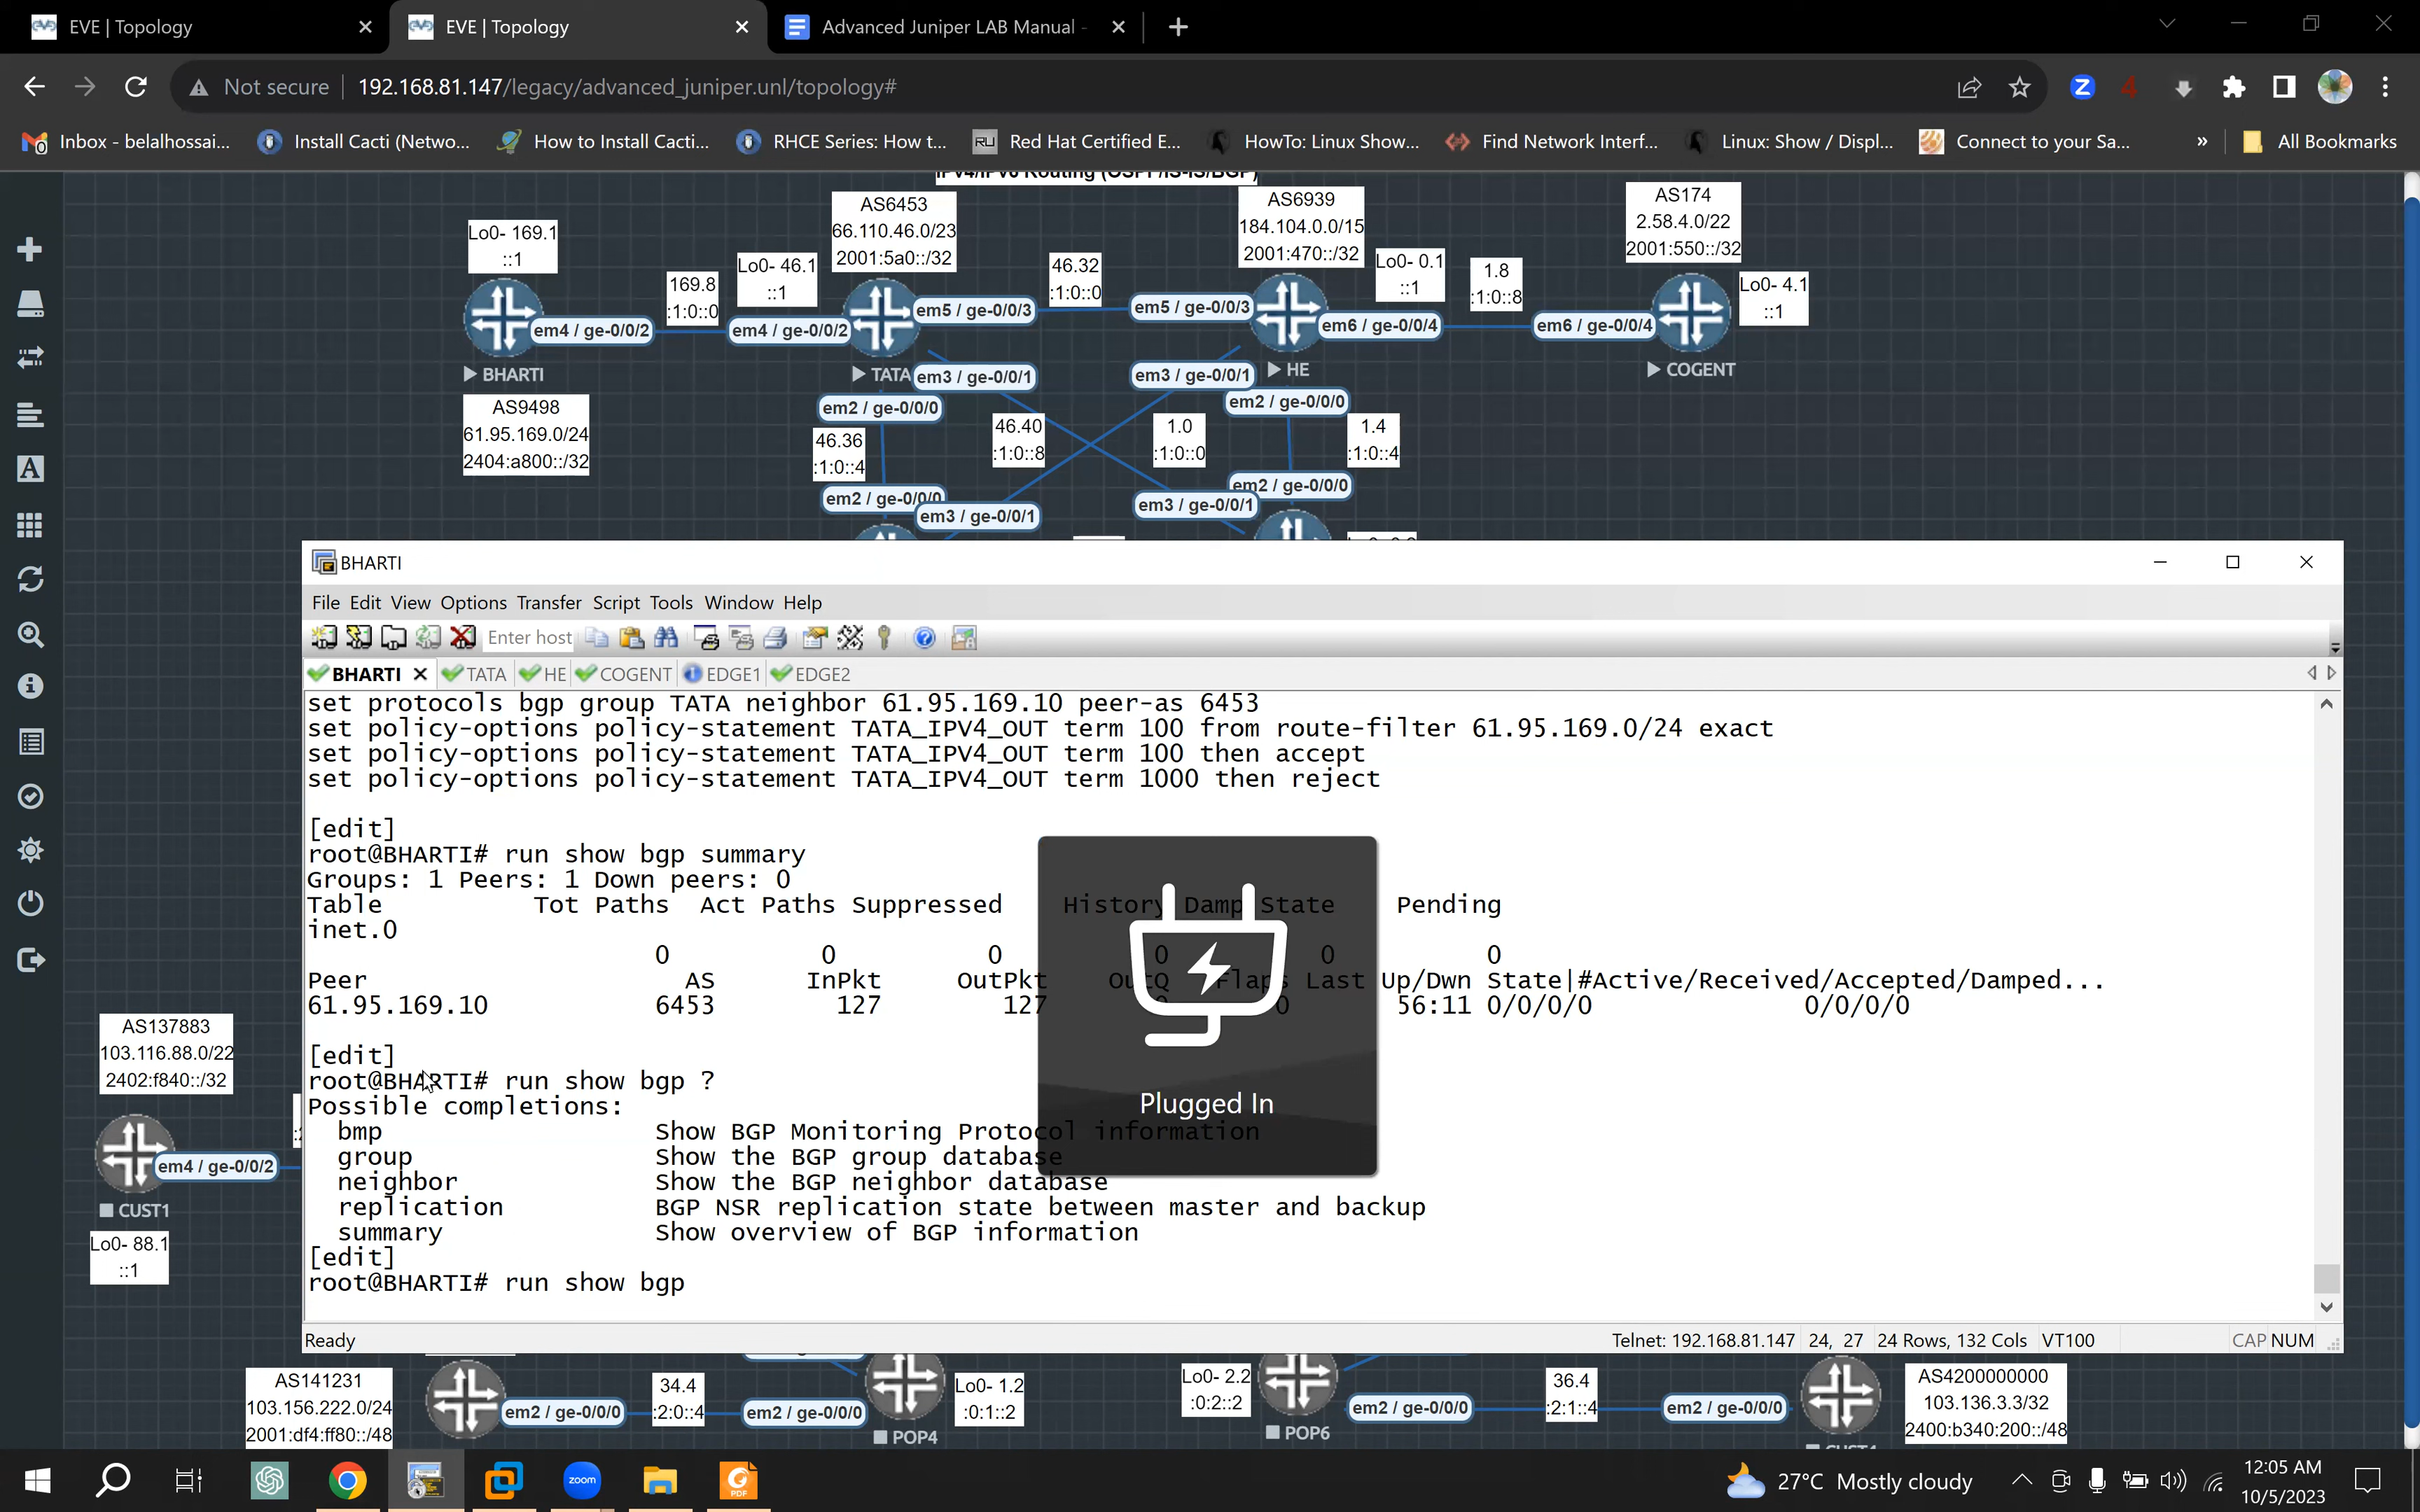 EVE | Topology
EVE | Topology
Advanced Juniper LAB Manual -
Not secure
192.168.81.147/legacy/advanced_juniper.unl/topology#
Inbox - belalhossai...
Install Cacti (Netwo...
How to Install Cacti...
RHCE Series: How t...
RU
Red Hat Certified E...
HowTo: Linux Show...
Find Network Interf...
Linux: Show / Displ...
Connect to your Sa...
»
All Bookmarks
IPv4/IPv6 Routing (OSPF/IS-IS/BGP)
AS6453
66.110.46.0/23
2001:5a0::/32
AS6939
184.104.0.0/15
2001:470::/32
AS174
2.58.4.0/22
2001:550::/32
Lo0- 169.1
::1
169.8
:1:0::0
Lo0- 46.1
::1
46.32
:1:0::0
Lo0- 0.1
::1
1.8
:1:0::8
Lo0- 4.1
::1
em4 / ge-0/0/2
em4 / ge-0/0/2
em5 / ge-0/0/3
em5 / ge-0/0/3
em6 / ge-0/0/4
em6 / ge-0/0/4
BHARTI
TATA
HE
COGENT
em3 / ge-0/0/1
em3 / ge-0/0/1
em2 / ge-0/0/0
em2 / ge-0/0/0
AS9498
61.95.169.0/24
2404:a800::/32
46.36
:1:0::4
46.40
:1:0::8
1.0
:1:0::0
1.4
:1:0::4
em2 / ge-0/0/0
em3 / ge-0/0/1
em2 / ge-0/0/0
em3 / ge-0/0/1
BHARTI
File Edit View Options Transfer Script Tools Window Help
Enter host
BHARTI
TATA
HE
COGENT
EDGE1
EDGE2
set protocols bgp group TATA neighbor 61.95.169.10 peer-as 6453
set policy-options policy-statement TATA_IPV4_OUT term 100 from route-filter 61.95.169.0/24 exact
set policy-options policy-statement TATA_IPV4_OUT term 100 then accept
set policy-options policy-statement TATA_IPV4_OUT term 1000 then reject
[edit]
root@BHARTI# run show bgp summary
Groups: 1 Peers: 1 Down peers: 0
Table Tot Paths Act Paths Suppressed History Damp State Pending
inet.0
0 0 0 0 0 0
Peer AS InPkt OutPkt OutQ Flaps Last Up/Dwn State|#Active/Received/Accepted/Damped...
61.95.169.10 6453 127 127 0 0 56:11 0/0/0/0 0/0/0/0
[edit]
root@BHARTI# run show bgp ?
Possible completions:
bmp Show BGP Monitoring Protocol information
group Show the BGP group database
neighbor Show the BGP neighbor database
replication BGP NSR replication state between master and backup
summary Show overview of BGP information
[edit]
root@BHARTI# run show bgp
Plugged In
Ready
Telnet: 192.168.81.147 24, 27 24 Rows, 132 Cols VT100 CAP NUM
AS137883
103.116.88.0/22
2402:f840::/32
em4 / ge-0/0/2
CUST1
Lo0- 88.1
::1
AS141231
103.156.222.0/24
2001:df4:ff80::/48
em2 / ge-0/0/0
34.4
:2:0::4
em2 / ge-0/0/0
POP4
Lo0- 1.2
:0:1::2
Lo0- 2.2
:0:2::2
POP6
em2 / ge-0/0/0
36.4
:2:1::4
em2 / ge-0/0/0
AS4200000000
103.136.3.3/32
2400:b340:200::/48
zoom
PDF
27°C Mostly cloudy
12:05 AM
10/5/2023